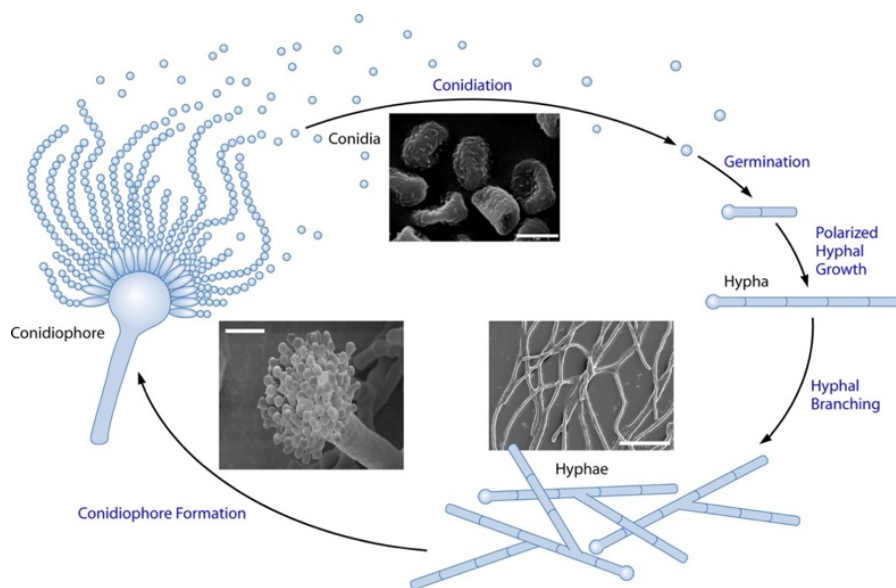 Conidiation
Conidia
Germination
Polarized
Hyphal
Growth
Hypha
Conidiophore
Hyphal
Branching
Hyphae
Conidiophore Formation